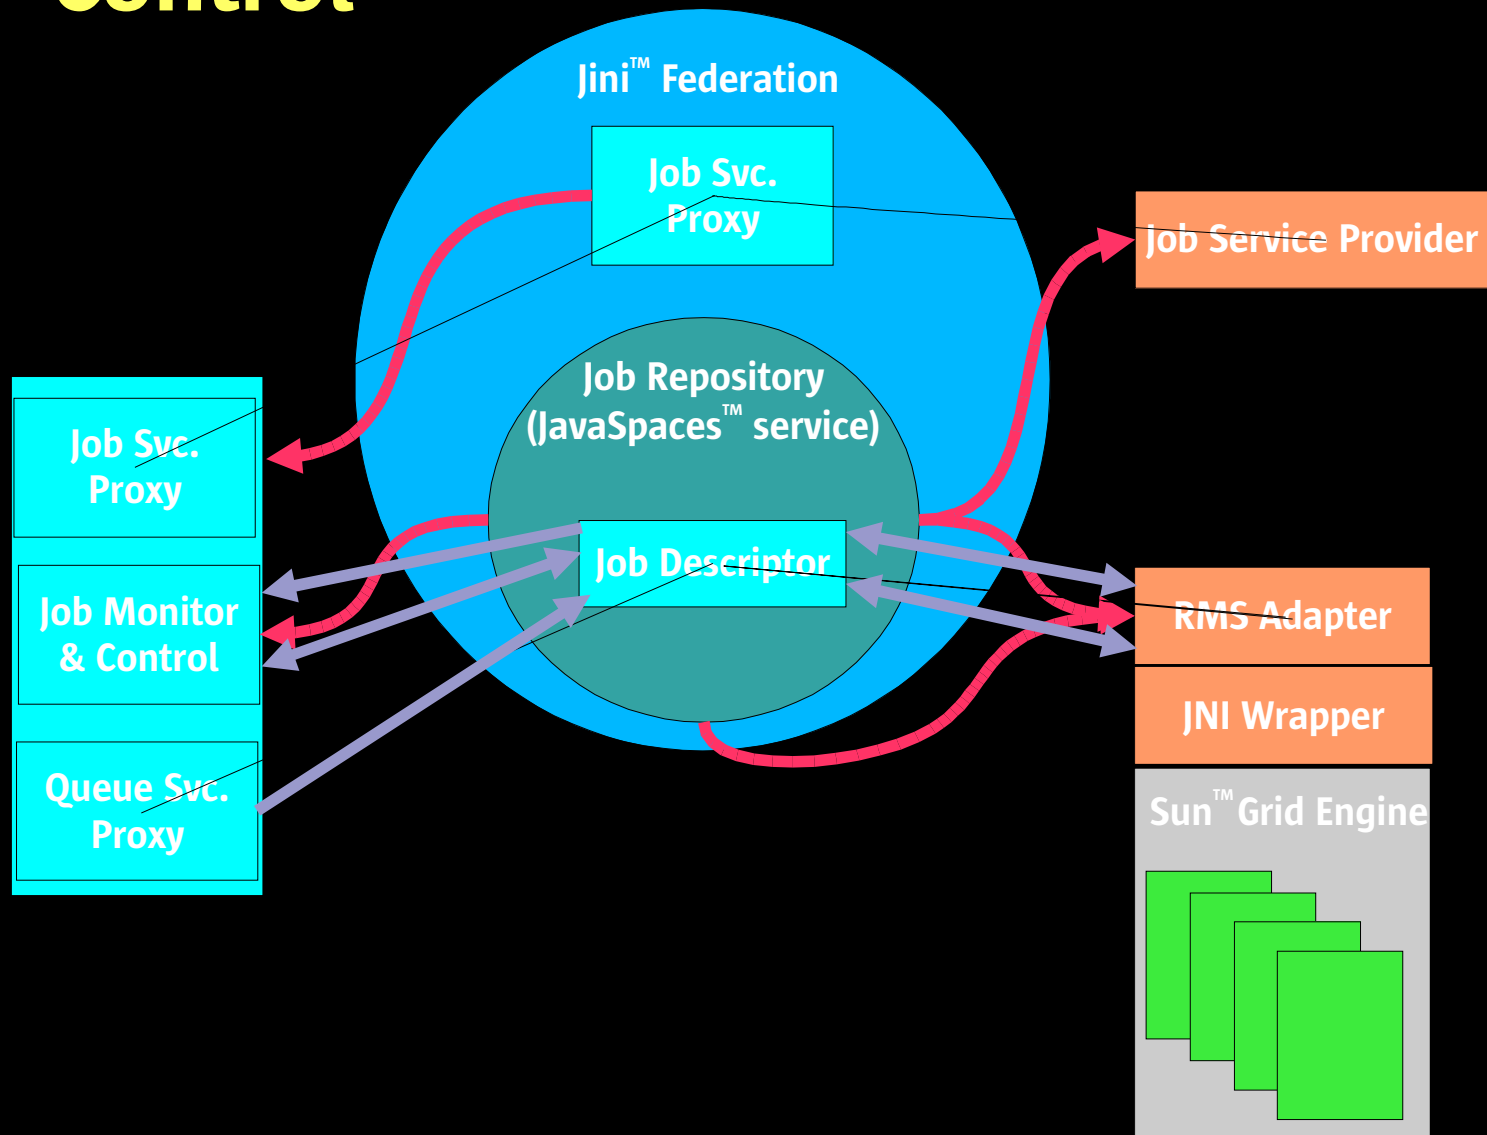 control
Jini™ Federation
Job Svc.
Proxy
Job Service Provider
Job Repository
(JavaSpaces™ service)
Job Svc.
Proxy
Job Descriptor
Job Monitor
& Control
RMS Adapter
JNI Wrapper
Queue Svc.
Proxy
Sun™ Grid Engine